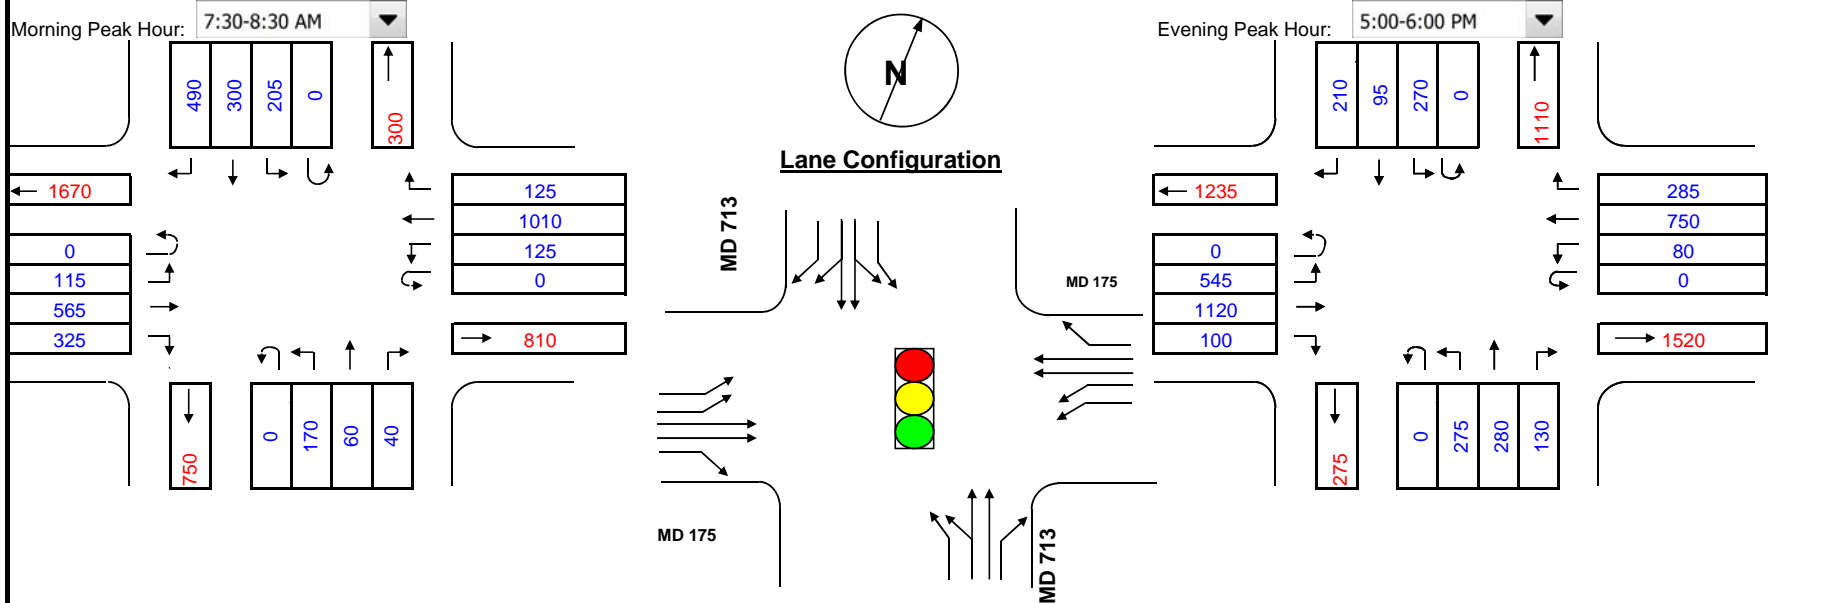 Morning Peak Hour: 7:30-8:30 AM
490 300 205 0 300
1670
0
115
565
325
125
1010
125
0
810
750
0 170 60 40
N
Lane Configuration
MD 713
MD 175
MD 175
MD 713
Evening Peak Hour: 5:00-6:00 PM
210 95 270 0 1110
1235
0
545
1120
100
285
750
80
0
1520
275
0 275 280 130